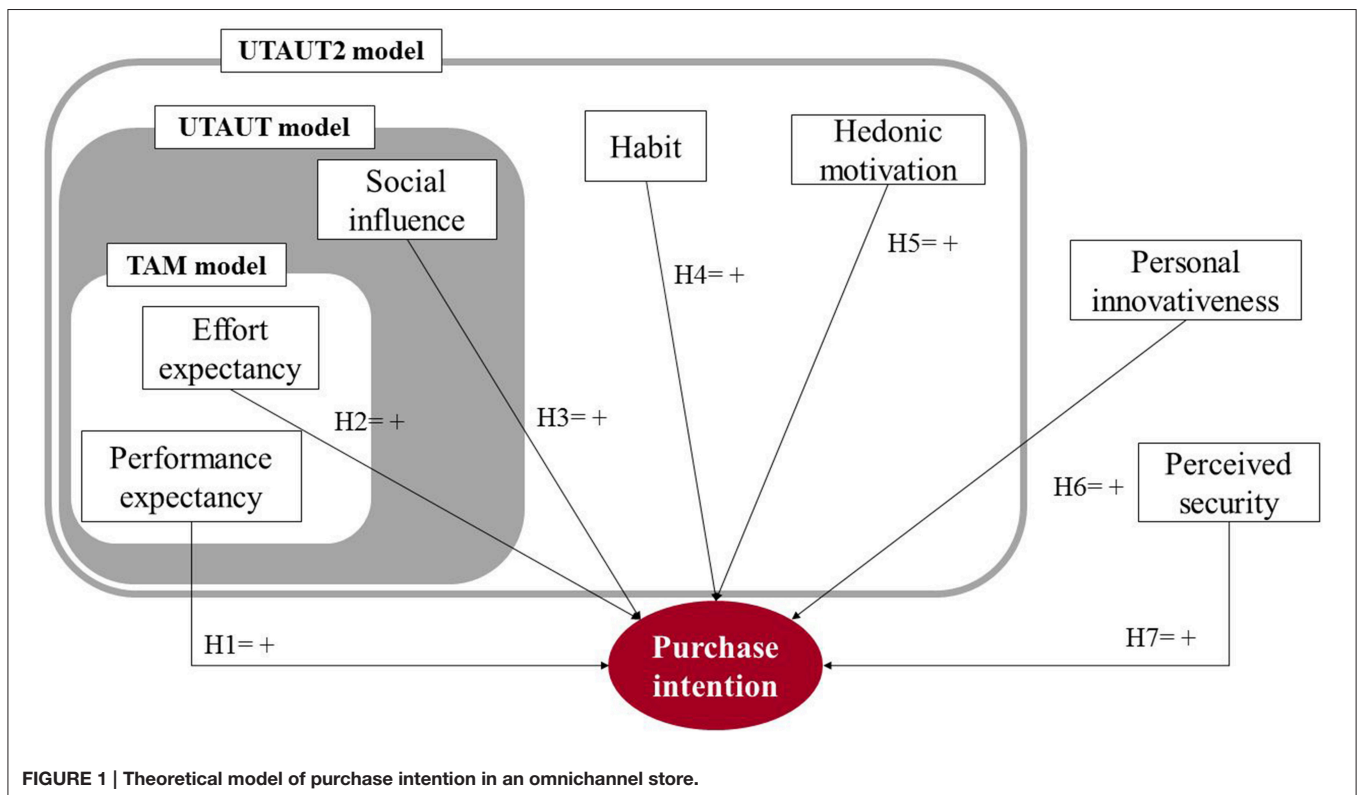 UTAUT2 model
UTAUT model
Social
influence
Habit
Hedonic
motivation
TAM model
Effort
expectancy
Performance
expectancy
Personal
innovativeness
Perceived
security
H1= +
H2= +
H3= +
H4= +
H5= +
H6= +
H7= +
Purchase
intention
FIGURE 1 | Theoretical model of purchase intention in an omnichannel store.